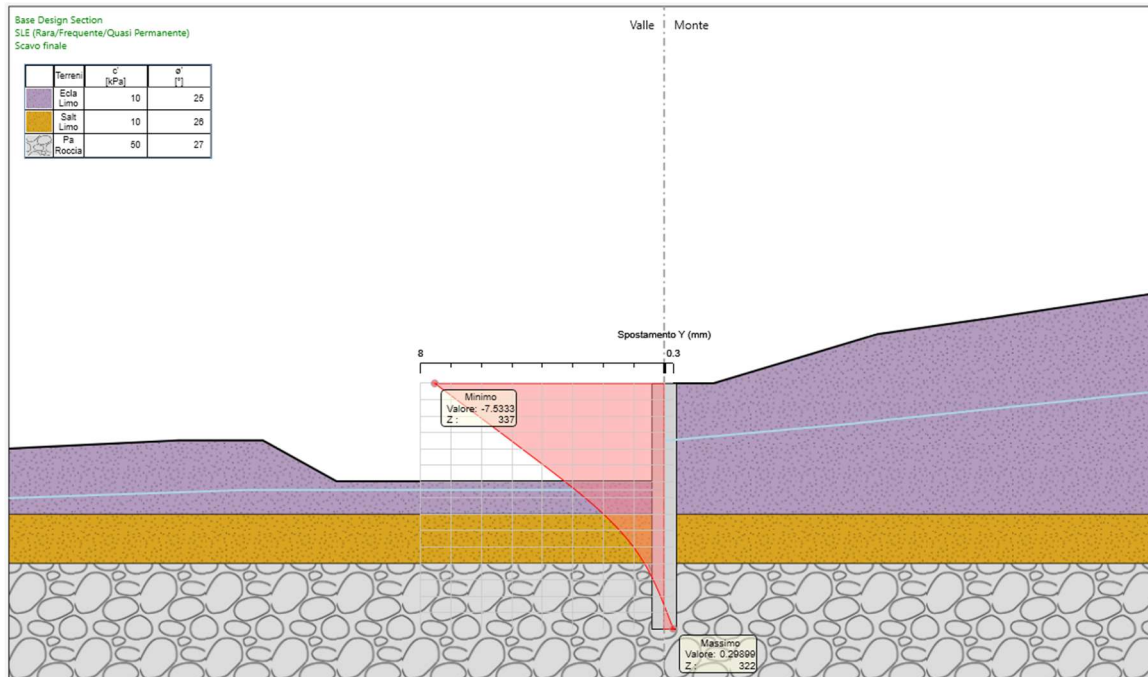 Base Design Section
SLE (Rara/Frequente/Quasi Permanente)
Scavo finale
Valle Monte
Terreni c' ø'
[kPa] [°]
Ecla
Limo 10 25
Salt
Limo 10 26
Pa
Roccia 50 27
Spostamento Y (mm)
8 0.3
Minimo
Valore: -7.5333
Z : 337
Massimo
Valore: 0.29899
Z : 322